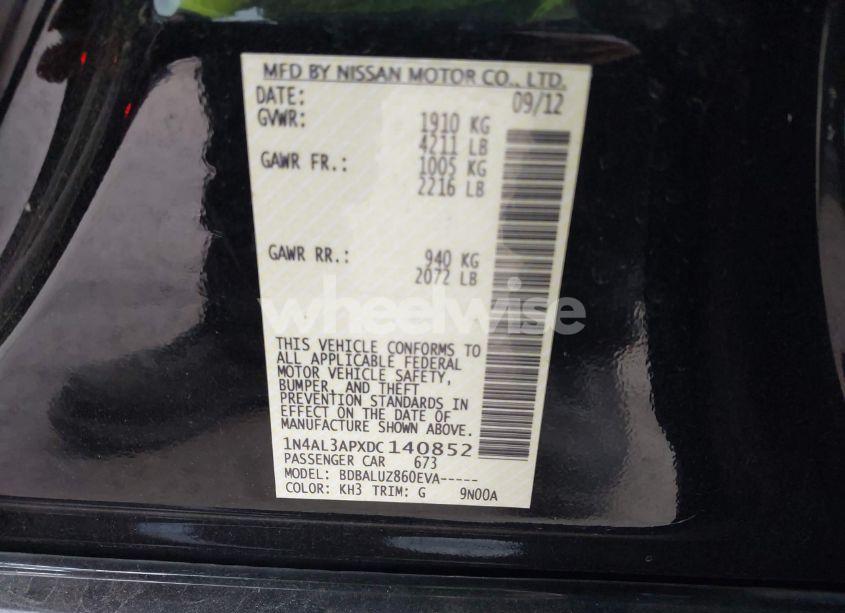 MFD BY NISSAN MOTOR CO., LTD.
DATE: 09/12
GVWR: 1910 KG
4211 LB
GAWR FR.: 1005 KG
2216 LB
GAWR RR.: 940 KG
2072 LB
wheelwise
THIS VEHICLE CONFORMS TO
ALL APPLICABLE FEDERAL
MOTOR VEHICLE SAFETY,
BUMPER, AND THEFT
PREVENTION STANDARDS IN
EFFECT ON THE DATE OF
MANUFACTURE SHOWN ABOVE.
1N4AL3APXDC140852
PASSENGER CAR 673
MODEL: BDBALUZ860EVA-----
COLOR: KH3 TRIM: G 9N00A